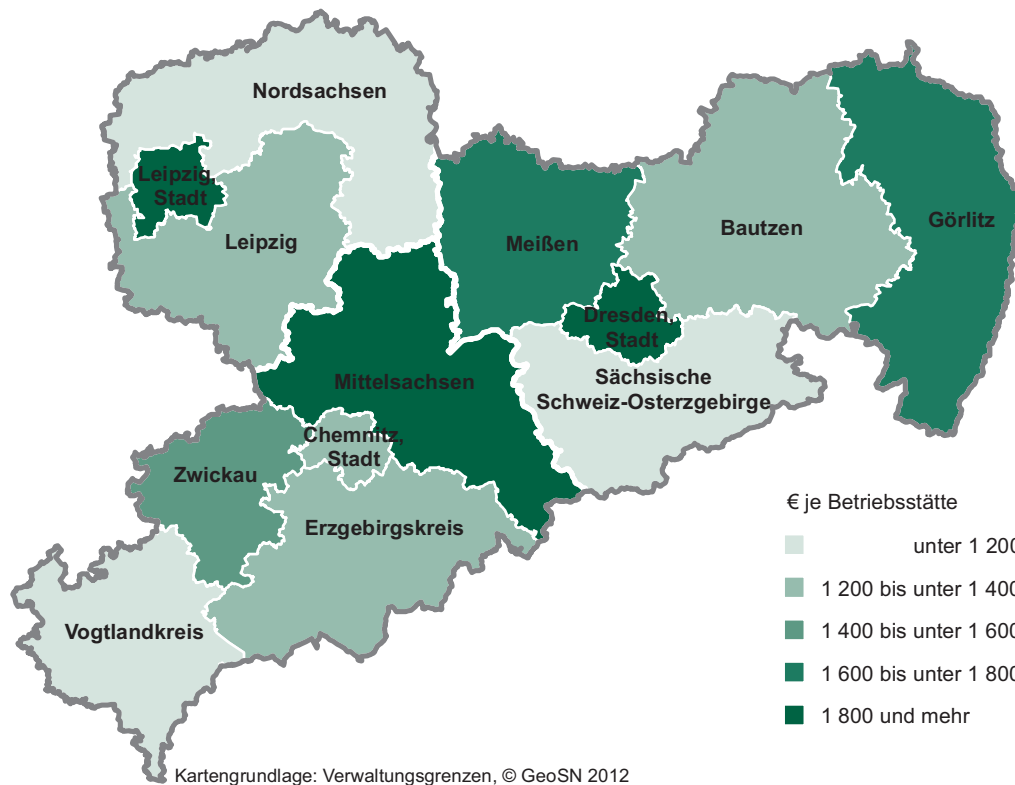 Nordsachsen
Leipzig,
Stadt
Leipzig
Meißen
Bautzen
Görlitz
Dresden,
Stadt
Mittelsachsen
Sächsische
Schweiz-Osterzgebirge
Chemnitz,
Stadt
Zwickau
Erzgebirgskreis
Vogtlandkreis
€ je Betriebsstätte
unter 1 200
1 200 bis unter 1 400
1 400 bis unter 1 600
1 600 bis unter 1 800
1 800 und mehr
Kartengrundlage: Verwaltungsgrenzen, © GeoSN 2012